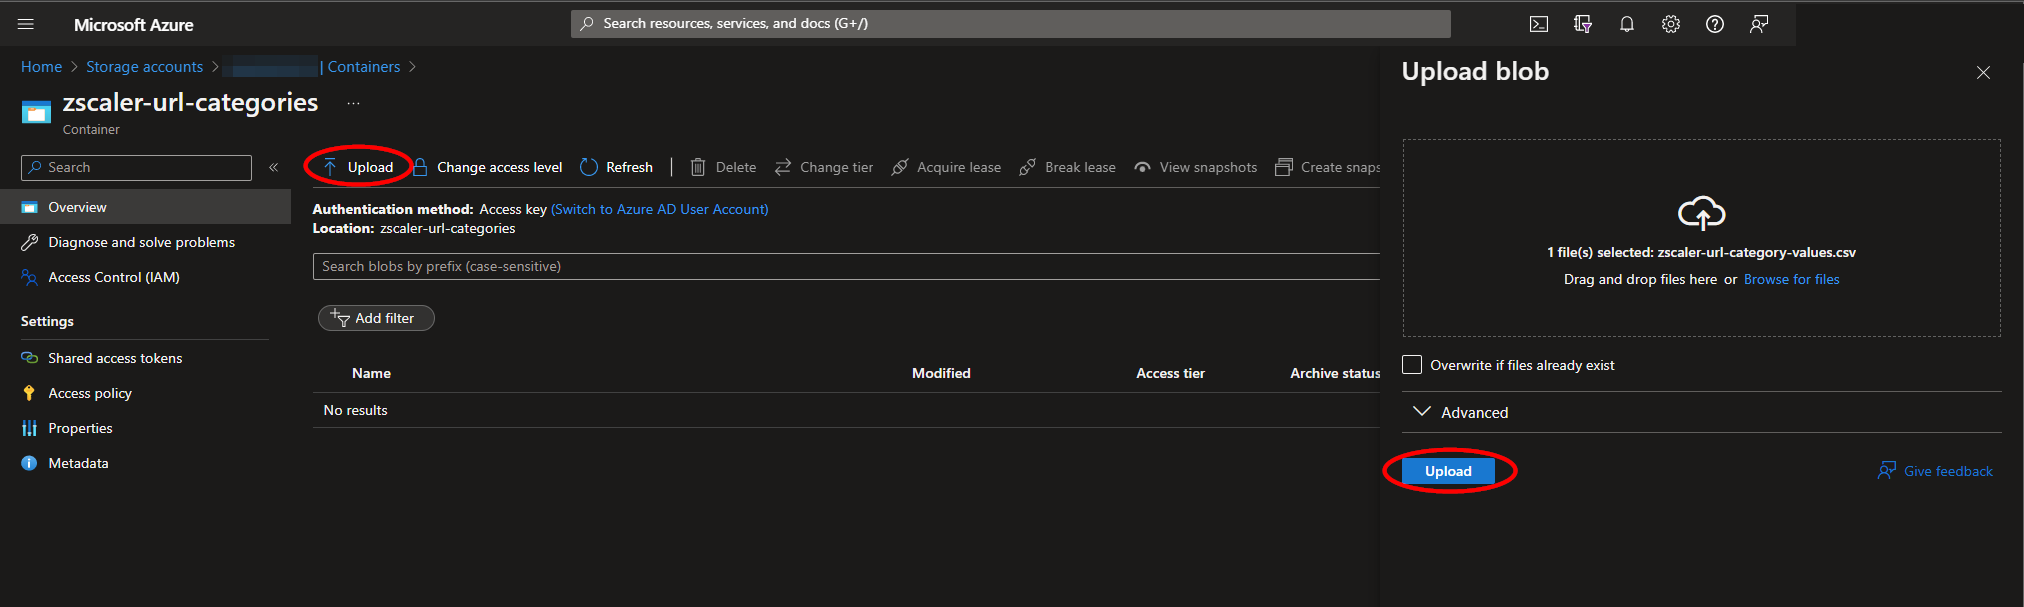 Microsoft Azure
Search resources, services, and docs (G+/)
Home > Storage accounts > | Containers >
zscaler-url-categories ...
Container
Search
«
Overview
Diagnose and solve problems
Access Control (IAM)
Settings
Shared access tokens
Access policy
Properties
Metadata
Upload Change access level Refresh | Delete Change tier Acquire lease Break lease View snapshots Create snaps
Authentication method: Access key (Switch to Azure AD User Account)
Location: zscaler-url-categories
Search blobs by prefix (case-sensitive)
Add filter
Name Modified Access tier Archive status
No results
Upload blob
1 file(s) selected: zscaler-url-category-values.csv
Drag and drop files here or Browse for files
Overwrite if files already exist
Advanced
Upload
Give feedback